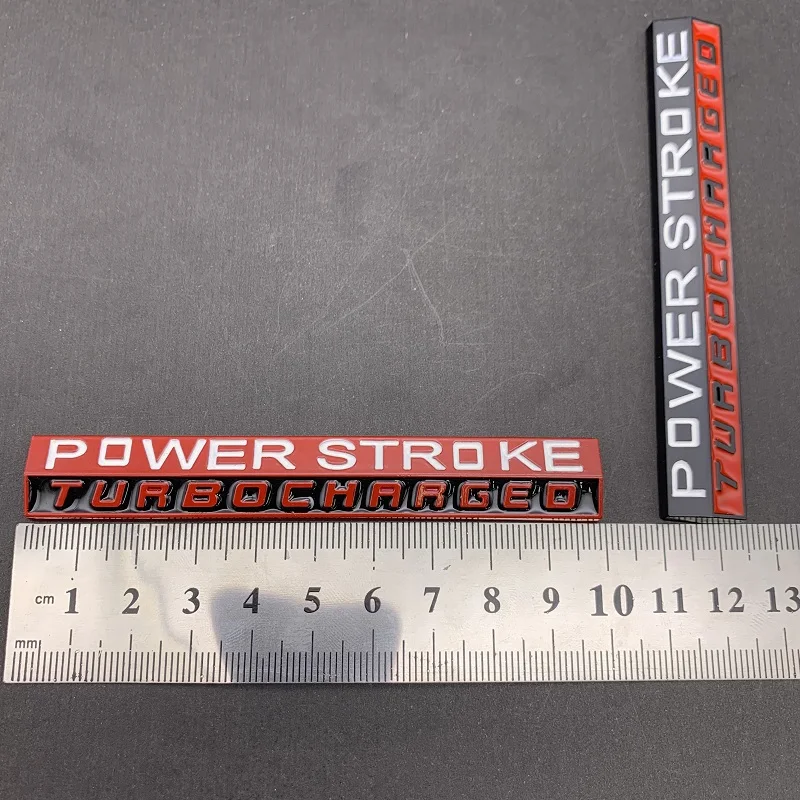 POWER STROKE
TURBOCHARGED
POWER STROKE
TURBOCHARGED
cm 1 2 3 4 5 6 7 8 9 10 11 12 13
mm